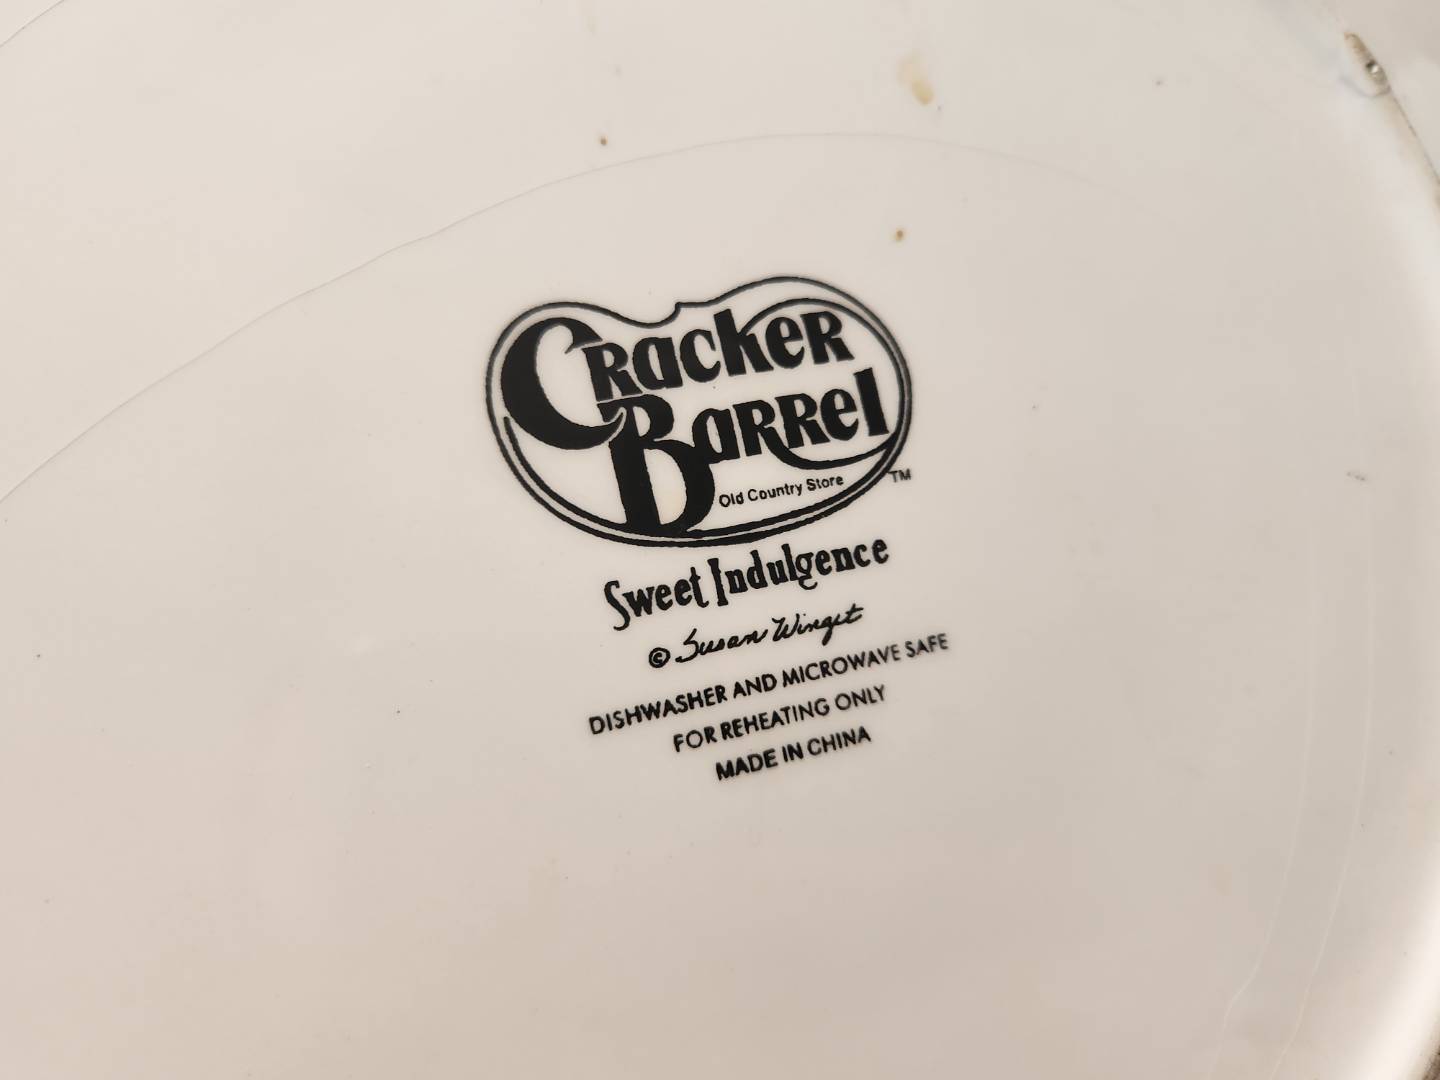 Cracker
Barrel
Old Country Store
TM
Sweet Indulgence
© Susan Winget
DISHWASHER AND MICROWAVE SAFE
FOR REHEATING ONLY
MADE IN CHINA